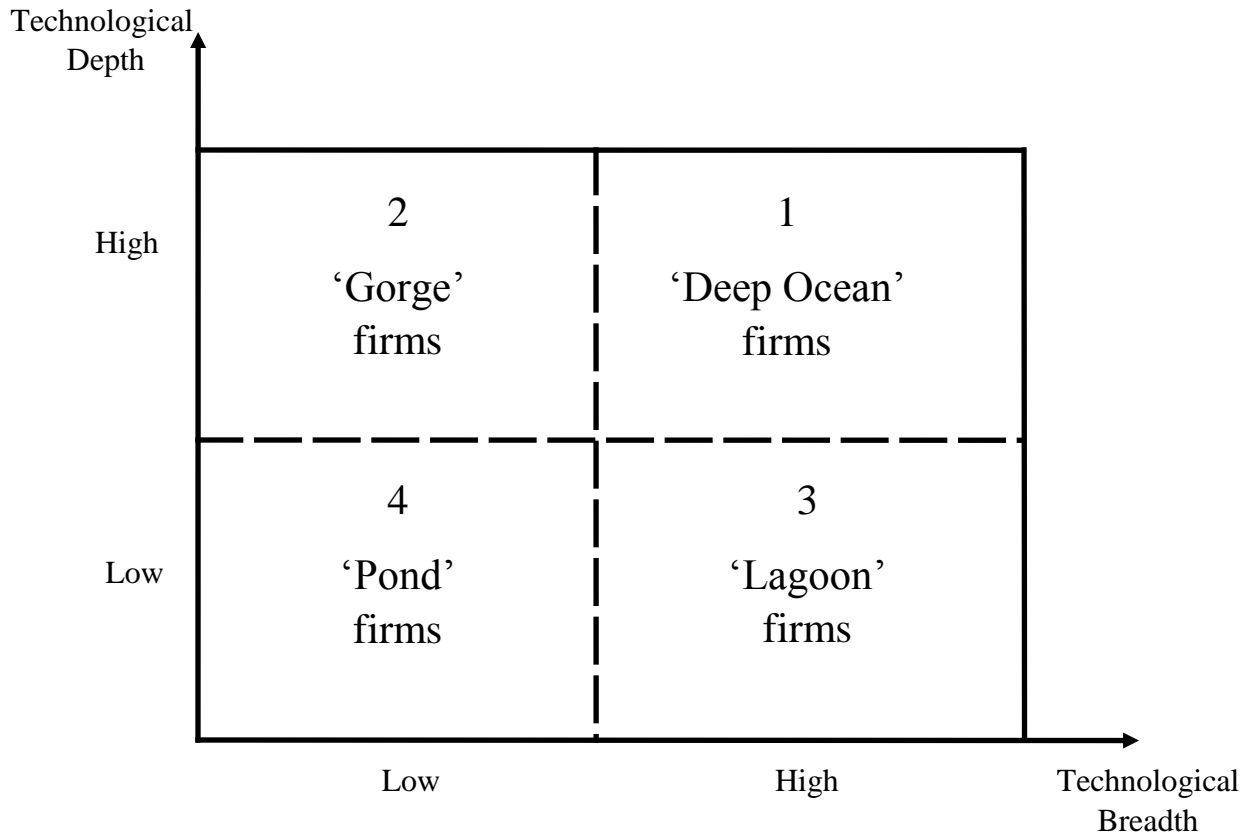 Technological
Depth
High
2
‘Gorge’
firms
1
‘Deep Ocean’
firms
Low
4
‘Pond’
firms
3
‘Lagoon’
firms
Low
High
Technological
Breadth